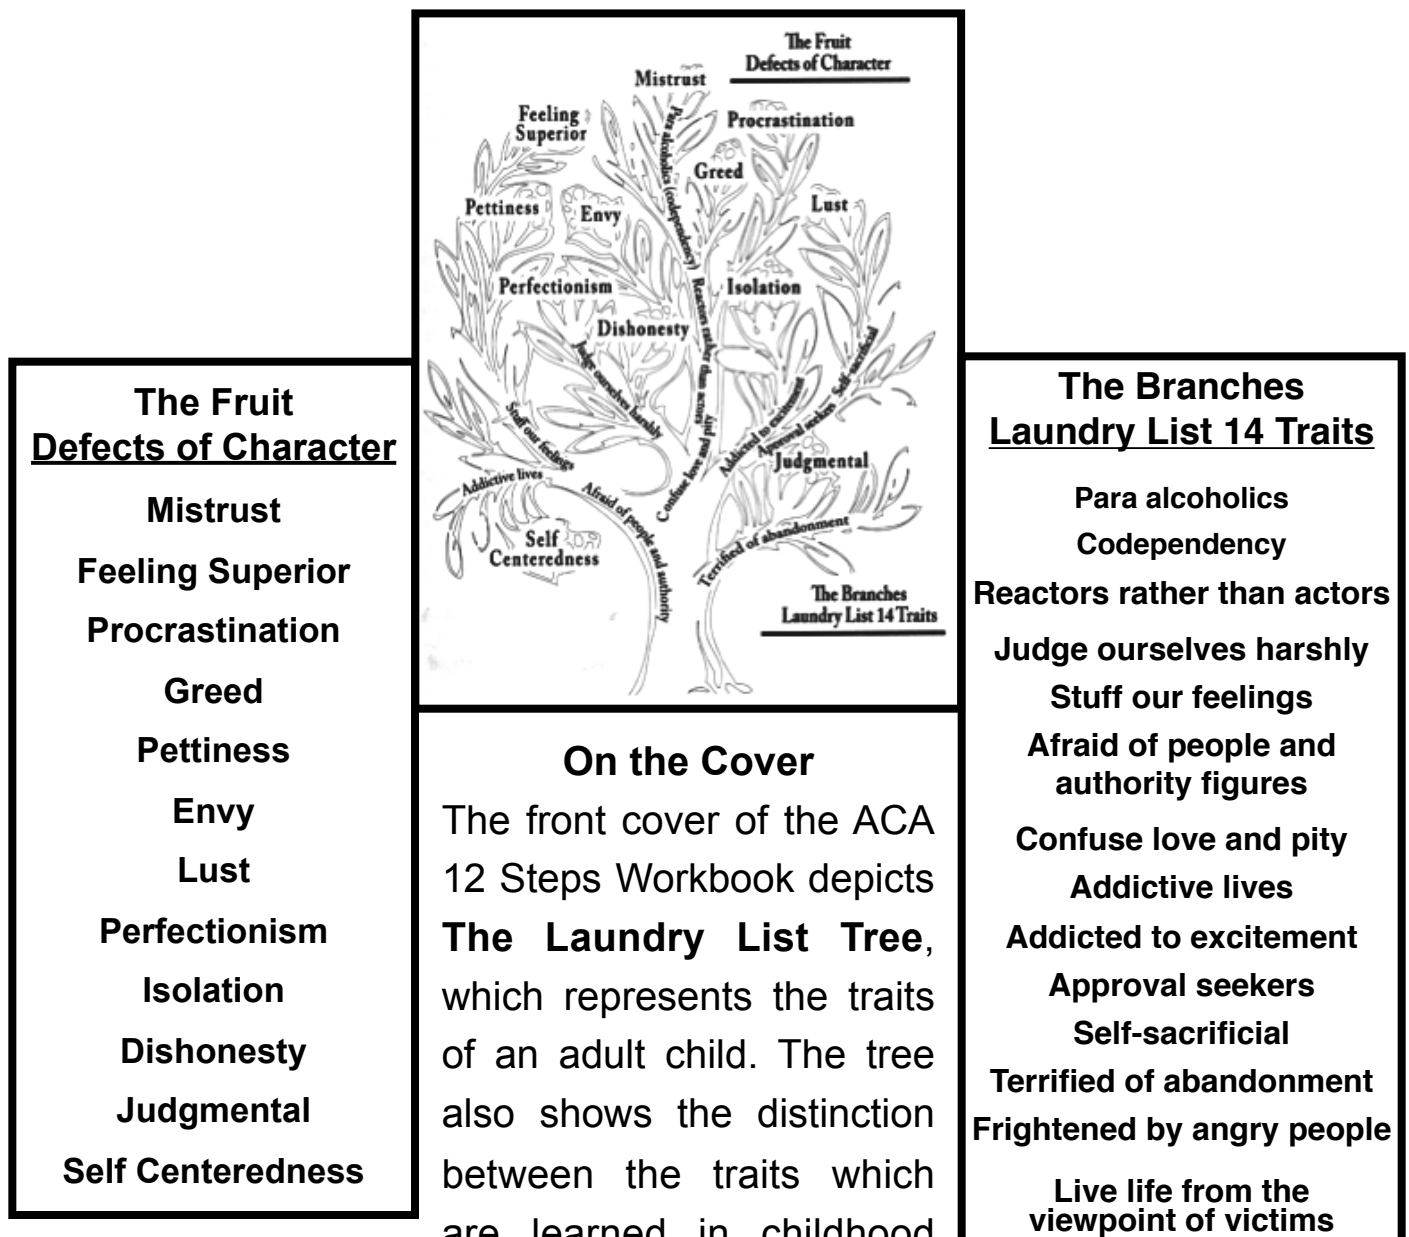 The Fruit
Defects of Character
Mistrust
Feeling
Superior
Procrastination
Greed
Pettiness
Envy
Lust
Perfectionism
Isolation
Dishonesty
Para alcoholics (codependency)
Reactors rather than actors
Judge ourselves harshly
Stuff our feelings
Addictive lives
Afraid of people and authority
Confuse love and pity
Addicted to excitement
Approval seekers
Self-sacrificial
Judgmental
Terrified of abandonment
Self
Centeredness
The Branches
Laundry List 14 Traits
The Fruit
Defects of Character
Mistrust
Feeling Superior
Procrastination
Greed
Pettiness
Envy
Lust
Perfectionism
Isolation
Dishonesty
Judgmental
Self Centeredness
On the Cover
The front cover of the ACA
12 Steps Workbook depicts
The Laundry List Tree,
which represents the traits
of an adult child. The tree
also shows the distinction
between the traits which
are learned in childhood
The Branches
Laundry List 14 Traits
Para alcoholics
Codependency
Reactors rather than actors
Judge ourselves harshly
Stuff our feelings
Afraid of people and
authority figures
Confuse love and pity
Addictive lives
Addicted to excitement
Approval seekers
Self-sacrificial
Terrified of abandonment
Frightened by angry people
Live life from the
viewpoint of victims